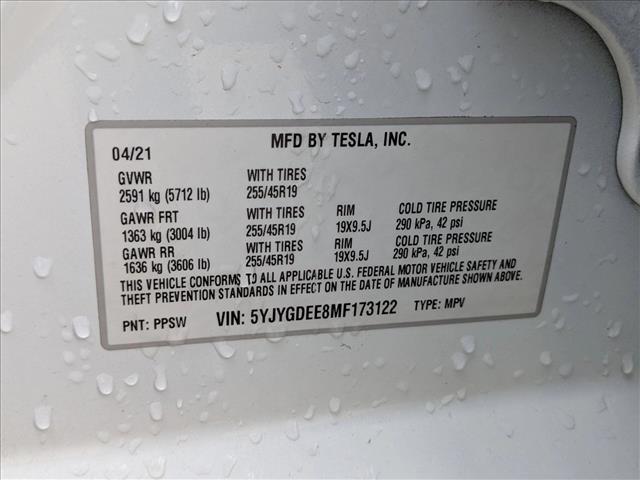 MFD BY TESLA, INC.
04/21
GVWR WITH TIRES
2591 kg (5712 lb) 255/45R19
GAWR FRT WITH TIRES RIM COLD TIRE PRESSURE
1363 kg (3004 lb) 255/45R19 19X9.5J 290 kPa, 42 psi
GAWR RR WITH TIRES RIM COLD TIRE PRESSURE
1636 kg (3606 lb) 255/45R19 19X9.5J 290 kPa, 42 psi
THIS VEHICLE CONFORMS TO ALL APPLICABLE U.S. FEDERAL MOTOR VEHICLE SAFETY AND
THEFT PREVENTION STANDARDS IN EFFECT ON THE DATE OF MANUFACTURE SHOWN ABOVE.
PNT: PPSW VIN: 5YJYGDEE8MF173122 TYPE: MPV